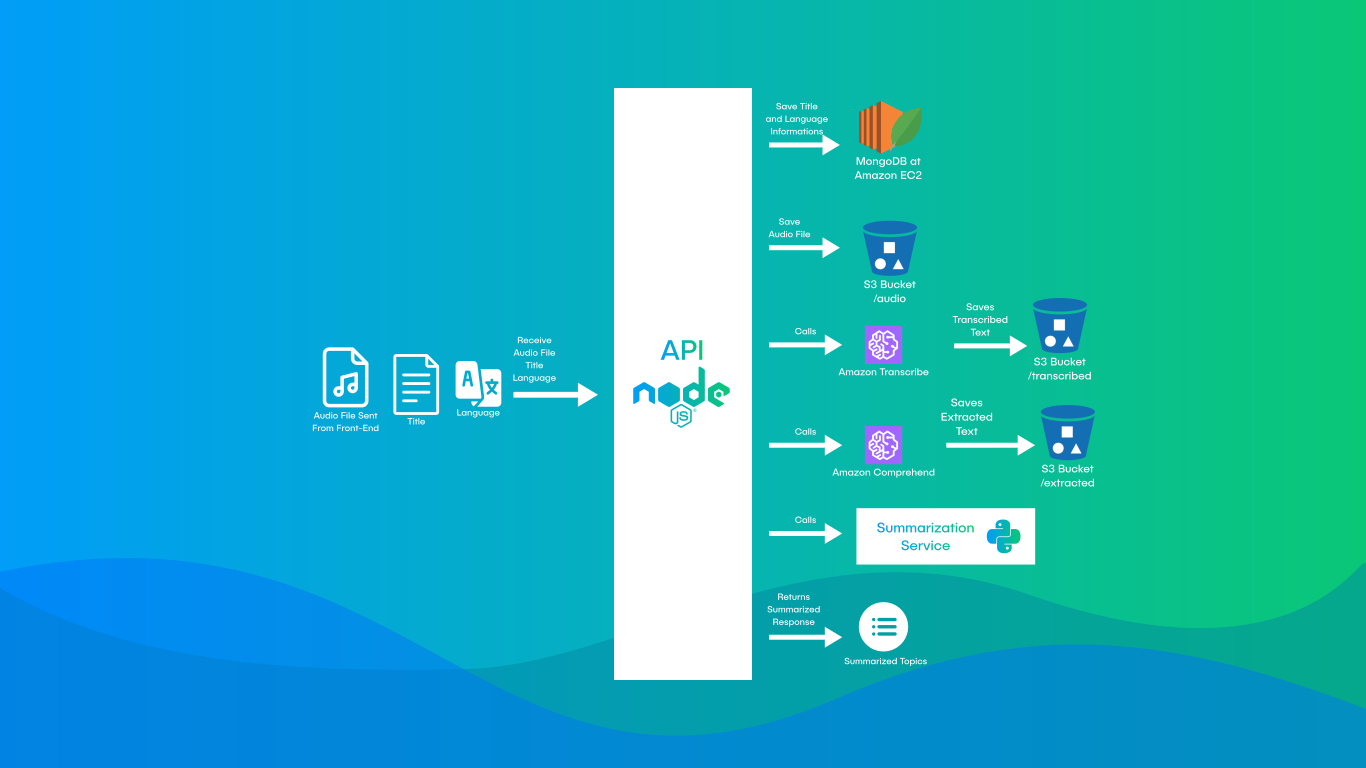 Save Title
and Language
Informations
MongoDB at
Amazon EC2
Save
Audio File
S3 Bucket
/audio
Saves
Transcribed
Text
Calls
Amazon Transcribe
S3 Bucket
/transcribed
Receive
Audio File
Title
Language
Audio File Sent
From Front-End
Title
A
文
Language
API
node
JS
Saves
Extracted
Text
Calls
Amazon Comprehend
S3 Bucket
/extracted
Calls
Summarization
Service
Returns
Summarized
Response
Summarized Topics